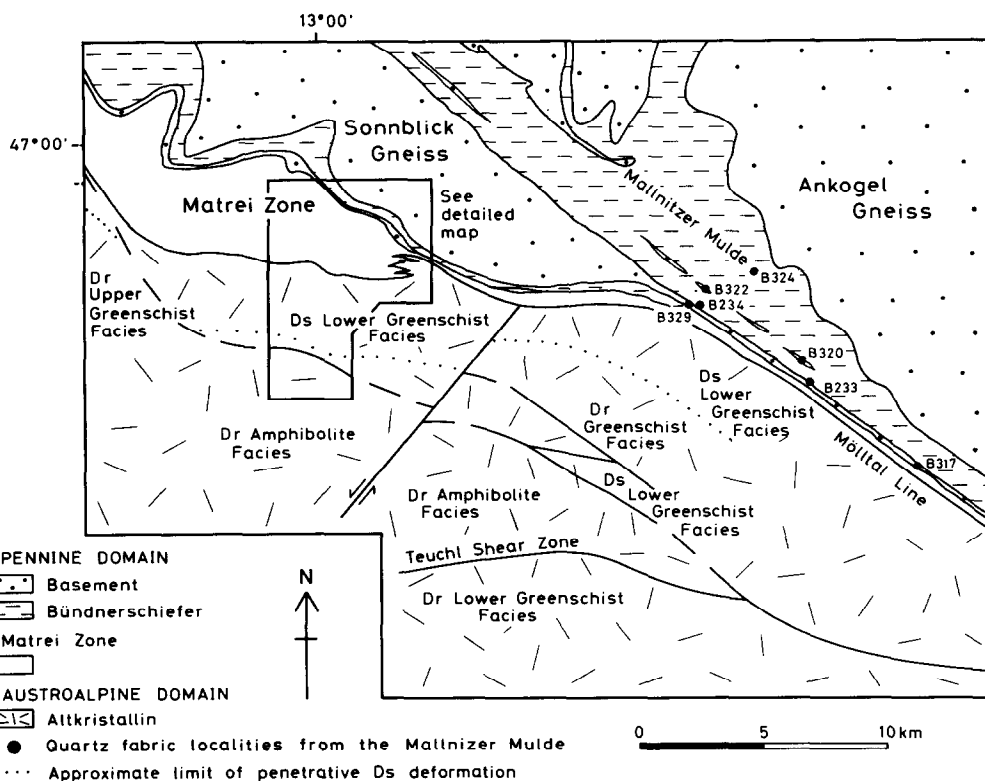 13°00'
47°00'
Sonnblick
Gneiss
Mallnitzer Mulde
Ankogel
Gneiss
Matrei Zone
See
detailed
map
B324
B322
B234
B329
B320
B233
B317
Dr
Upper
Greenschist
Facies
Ds Lower Greenschist
Facies
Ds
Lower
Greenschist
Facies
Dr
Greenschist
Facies
Mölltal Line
Dr Amphibolite
Facies
Dr Amphibolite
Facies
Ds
Lower
Greenschist
Facies
Teuchl Shear Zone
Dr Lower Greenschist
Facies
PENNINE DOMAIN
Basement
Bündnerschiefer
Matrei Zone
AUSTROALPINE DOMAIN
Altkristallin
Quartz fabric localities from the Mallnizer Mulde
Approximate limit of penetrative Ds deformation
N
0 5 10km